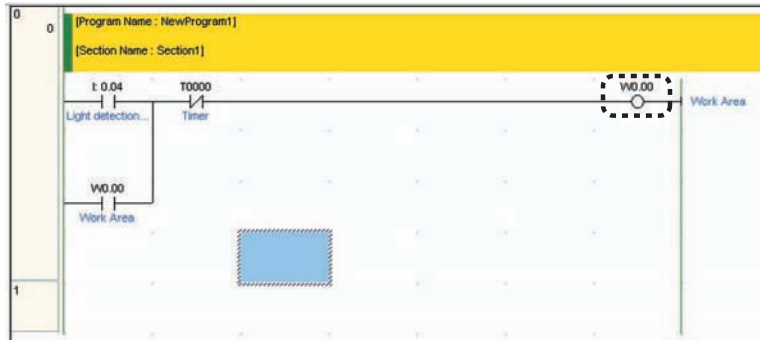 0
0 [Program Name : NewProgram1]
[Section Name : Section1]
I: 0.04 T0000 W0.00
Light detection... Timer Work Area
W0.00
Work Area
1